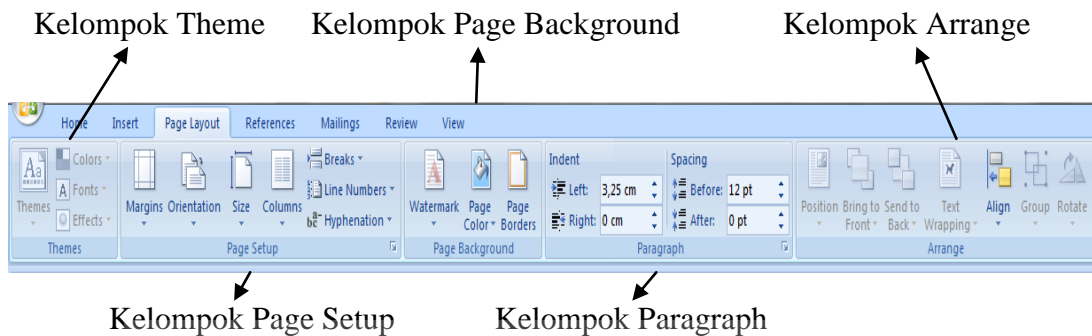 Kelompok Theme Kelompok Page Background Kelompok Arrange
Home Insert Page Layout References Mailings Review View
Aa Colors Breaks Indent Spacing
A Fonts Line Numbers A Left: 3,25 cm Before: 12 pt
Themes Effects Margins Orientation Size Columns bc a- Hyphenation Watermark Page Color Page Borders Right: 0 cm After: 0 pt Position Bring to Front Send to Back Text Wrapping Align Group Rotate
Themes Page Setup Page Background Paragraph Arrange
Kelompok Page Setup Kelompok Paragraph